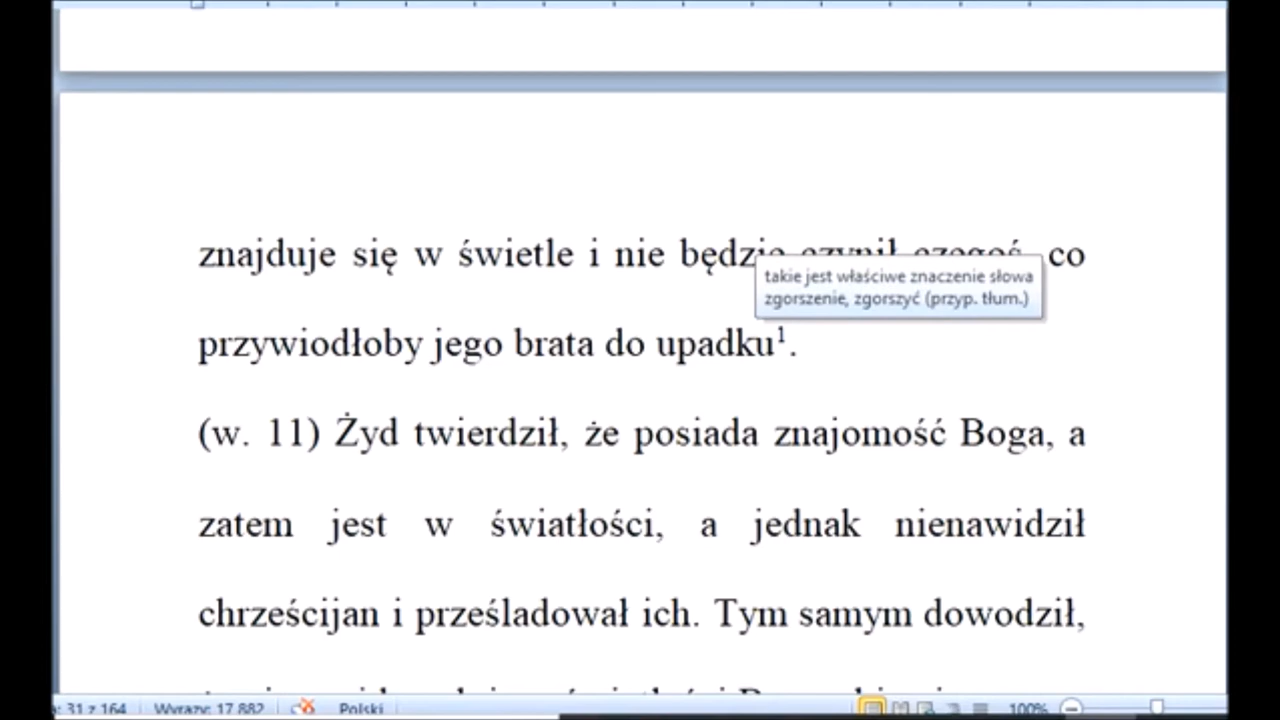 znajduje się w świetle i nie będzie czynił czegoś, co
takie jest właściwe znaczenie słowa
zgorszenie, zgorszyć (przyp. tłum.)
przywiodłoby jego brata do upadku¹.
(w. 11) Żyd twierdził, że posiada znajomość Boga, a
zatem jest w światłości, a jednak nienawidził
chrześcijan i prześladował ich. Tym samym dowodził,
: 31 z 164 Wyrazy: 17 882 Polski 100%